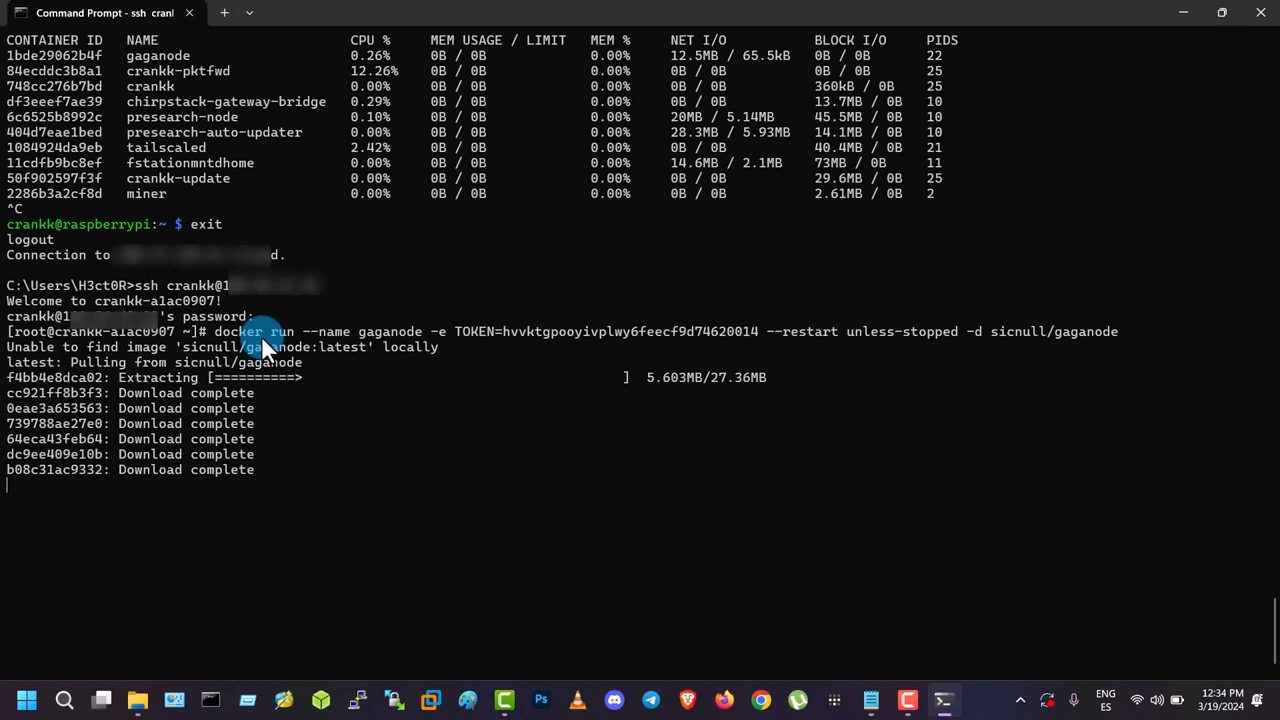 Command Prompt - ssh crank
CONTAINER ID NAME CPU % MEM USAGE / LIMIT MEM % NET I/O BLOCK I/O PIDS
1bde29062b4f gaganode 0.26% 0B / 0B 0.00% 12.5MB / 65.5kB 0B / 0B 22
84ecddc3b8a1 crankk-pktfwd 12.26% 0B / 0B 0.00% 0B / 0B 0B / 0B 25
748cc276b7bd crankk 0.00% 0B / 0B 0.00% 0B / 0B 360kB / 0B 25
df3eeef7ae39 chirpstack-gateway-bridge 0.29% 0B / 0B 0.00% 0B / 0B 13.7MB / 0B 10
6c6525b8992c presearch-node 0.10% 0B / 0B 0.00% 20MB / 5.14MB 45.5MB / 0B 10
404d7eae1bed presearch-auto-updater 0.00% 0B / 0B 0.00% 28.3MB / 5.93MB 14.1MB / 0B 10
1084924da9eb tailscaled 2.42% 0B / 0B 0.00% 0B / 0B 40.4MB / 0B 21
11cdfb9bc8ef fstationmntdhome 0.00% 0B / 0B 0.00% 14.6MB / 2.1MB 73MB / 0B 11
50f902597f3f crankk-update 0.00% 0B / 0B 0.00% 0B / 0B 29.6MB / 0B 25
2286b3a2cf8d miner 0.00% 0B / 0B 0.00% 0B / 0B 2.61MB / 0B 2
^C
crankk@raspberrypi:~ $ exit
logout
Connection to d.
C:\Users\H3ct0R>ssh crankk@1
Welcome to crankk-a1ac0907!
crankk@1 's password:
[root@crankk-a1ac0907 ~]# docker run --name gaganode -e TOKEN=hvvktgpooyivplwy6feecf9d74620014 --restart unless-stopped -d sicnull/gaganode
Unable to find image 'sicnull/gaganode:latest' locally
latest: Pulling from sicnull/gaganode
f4bb4e8dca02: Extracting [==========> ] 5.603MB/27.36MB
cc921ff8b3f3: Download complete
0eae3a653563: Download complete
739788ae27e0: Download complete
64eca43feb64: Download complete
dc9ee409e10b: Download complete
b08c31ac9332: Download complete
ENG
ES
12:34 PM
3/19/2024